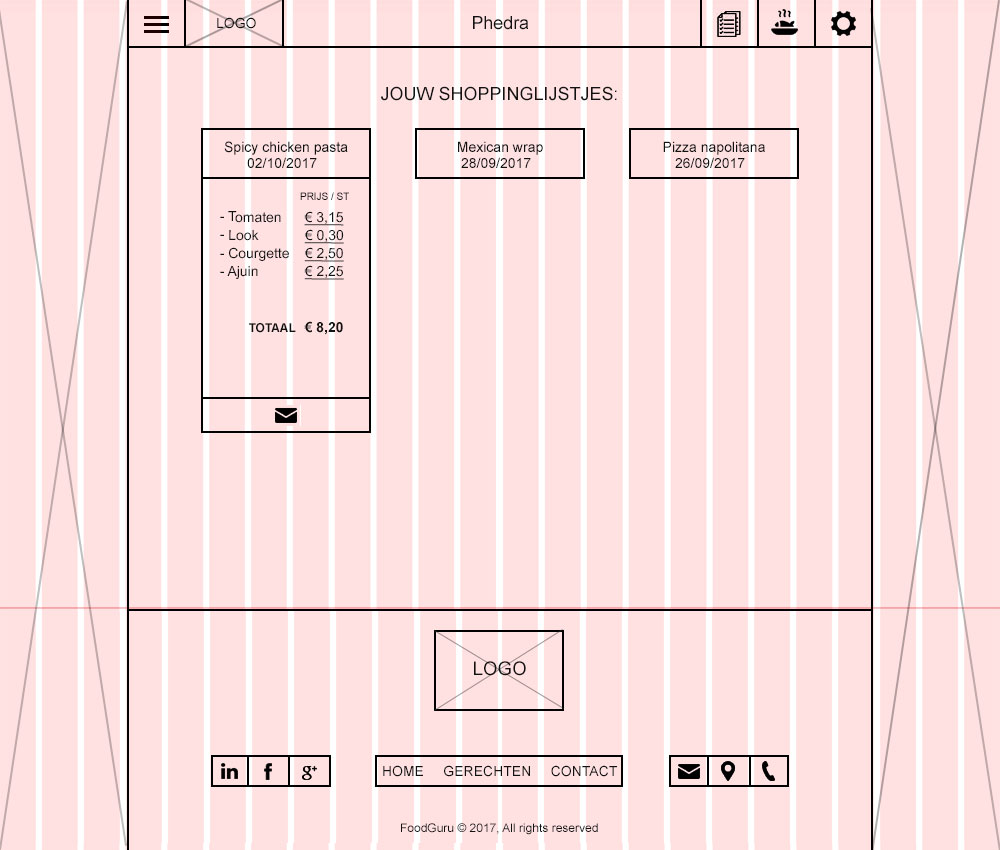 LOGO
Phedra
JOUW SHOPPINGLIJSTJES:
Spicy chicken pasta
02/10/2017
PRIJS / ST
- Tomaten € 3,15
- Look € 0,30
- Courgette € 2,50
- Ajuin € 2,25
TOTAAL € 8,20
Mexican wrap
28/09/2017
Pizza napolitana
26/09/2017
LOGO
in f g+
HOME GERECHTEN CONTACT
FoodGuru © 2017, All rights reserved